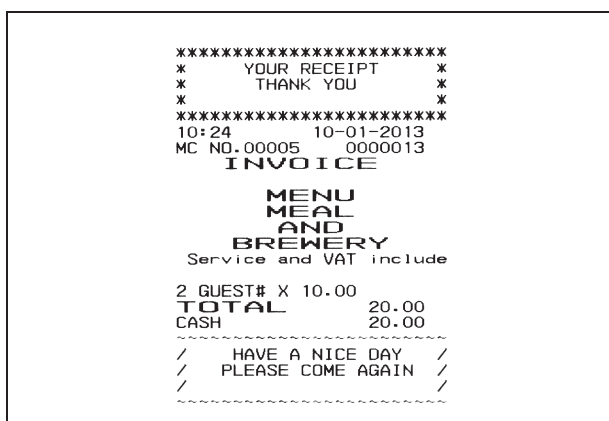 *************************
* YOUR RECEIPT *
* THANK YOU *
* *
*************************
10:24 10-01-2013
MC NO.00005 0000013
INVOICE
MENU
MEAL
AND
BREWERY
Service and VAT include
2 GUEST# X 10.00
TOTAL 20.00
CASH 20.00
~~~~~~~~~~~~~~~~~~~~~~~~~
/ HAVE A NICE DAY /
/ PLEASE COME AGAIN /
/ /
~~~~~~~~~~~~~~~~~~~~~~~~~